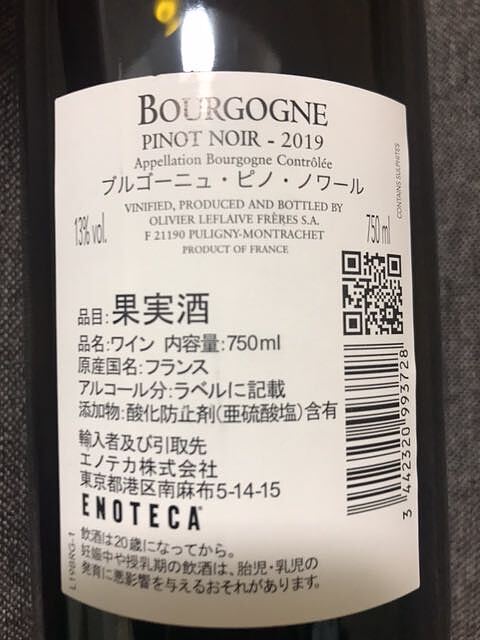 BOURGOGNE
PINOT NOIR - 2019
Appellation Bourgogne Contrôlée
ブルゴーニュ・ピノ・ノワール
VINIFIED, PRODUCED AND BOTTLED BY
OLIVIER LEFLAIVE FRÈRES S.A.
F 21190 PULIGNY-MONTRACHET
PRODUCT OF FRANCE
13% vol.
750 ml
CONTAINS SULPHITES
品目:果実酒
品名:ワイン 内容量:750ml
原産国名:フランス
アルコール分:ラベルに記載
添加物:酸化防止剤(亜硫酸塩)含有
輸入者及び引取先
エノテカ株式会社
東京都港区南麻布5-14-15
ENOTECA
飲酒は20歳になってから。
妊娠中や授乳期の飲酒は、胎児・乳児の
発育に悪影響を与えるおそれがあります。
L19BRG-1
3 442320 993728